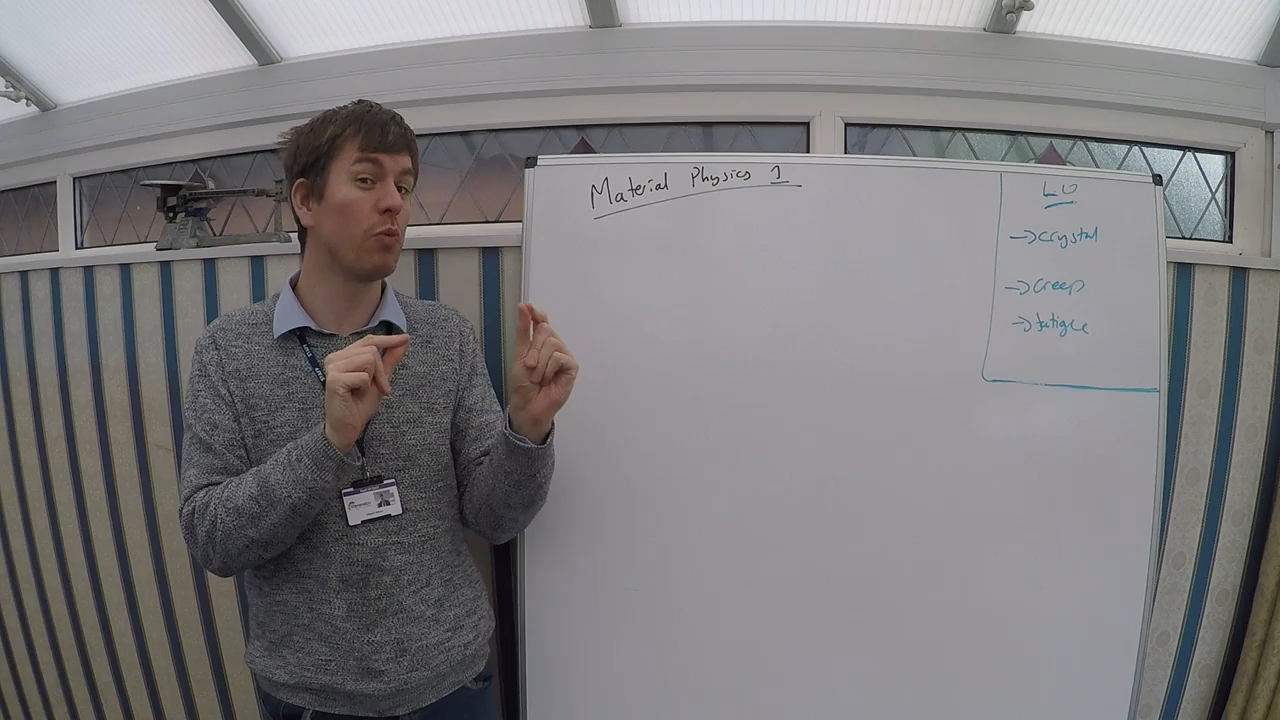 Material Physics 1
LO
→crystal
→creep
→fatigue